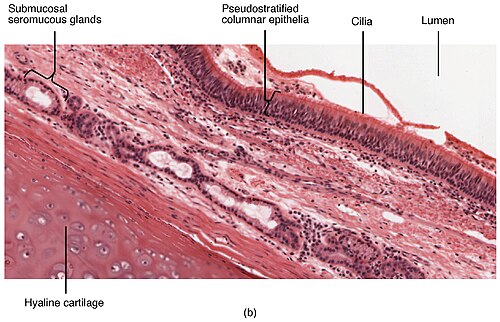 Submucosal
seromucous glands
Pseudostratified
columnar epithelia
Cilia
Lumen
Hyaline cartilage
(b)